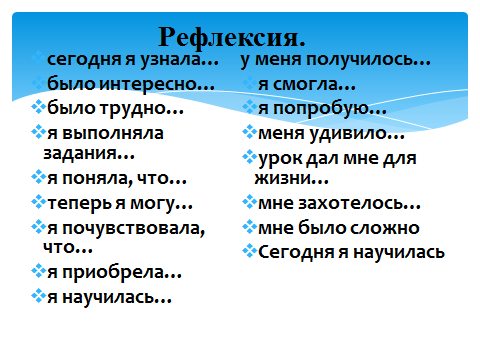 Рефлексия.
сегодня я узнала…
было интересно…
было трудно…
я выполняла
задания…
я поняла, что…
теперь я могу…
я почувствовала,
что…
я приобрела…
я научилась…
у меня получилось…
я смогла…
я попробую…
меня удивило…
урок дал мне для
жизни…
мне захотелось…
мне было сложно
Сегодня я научилась